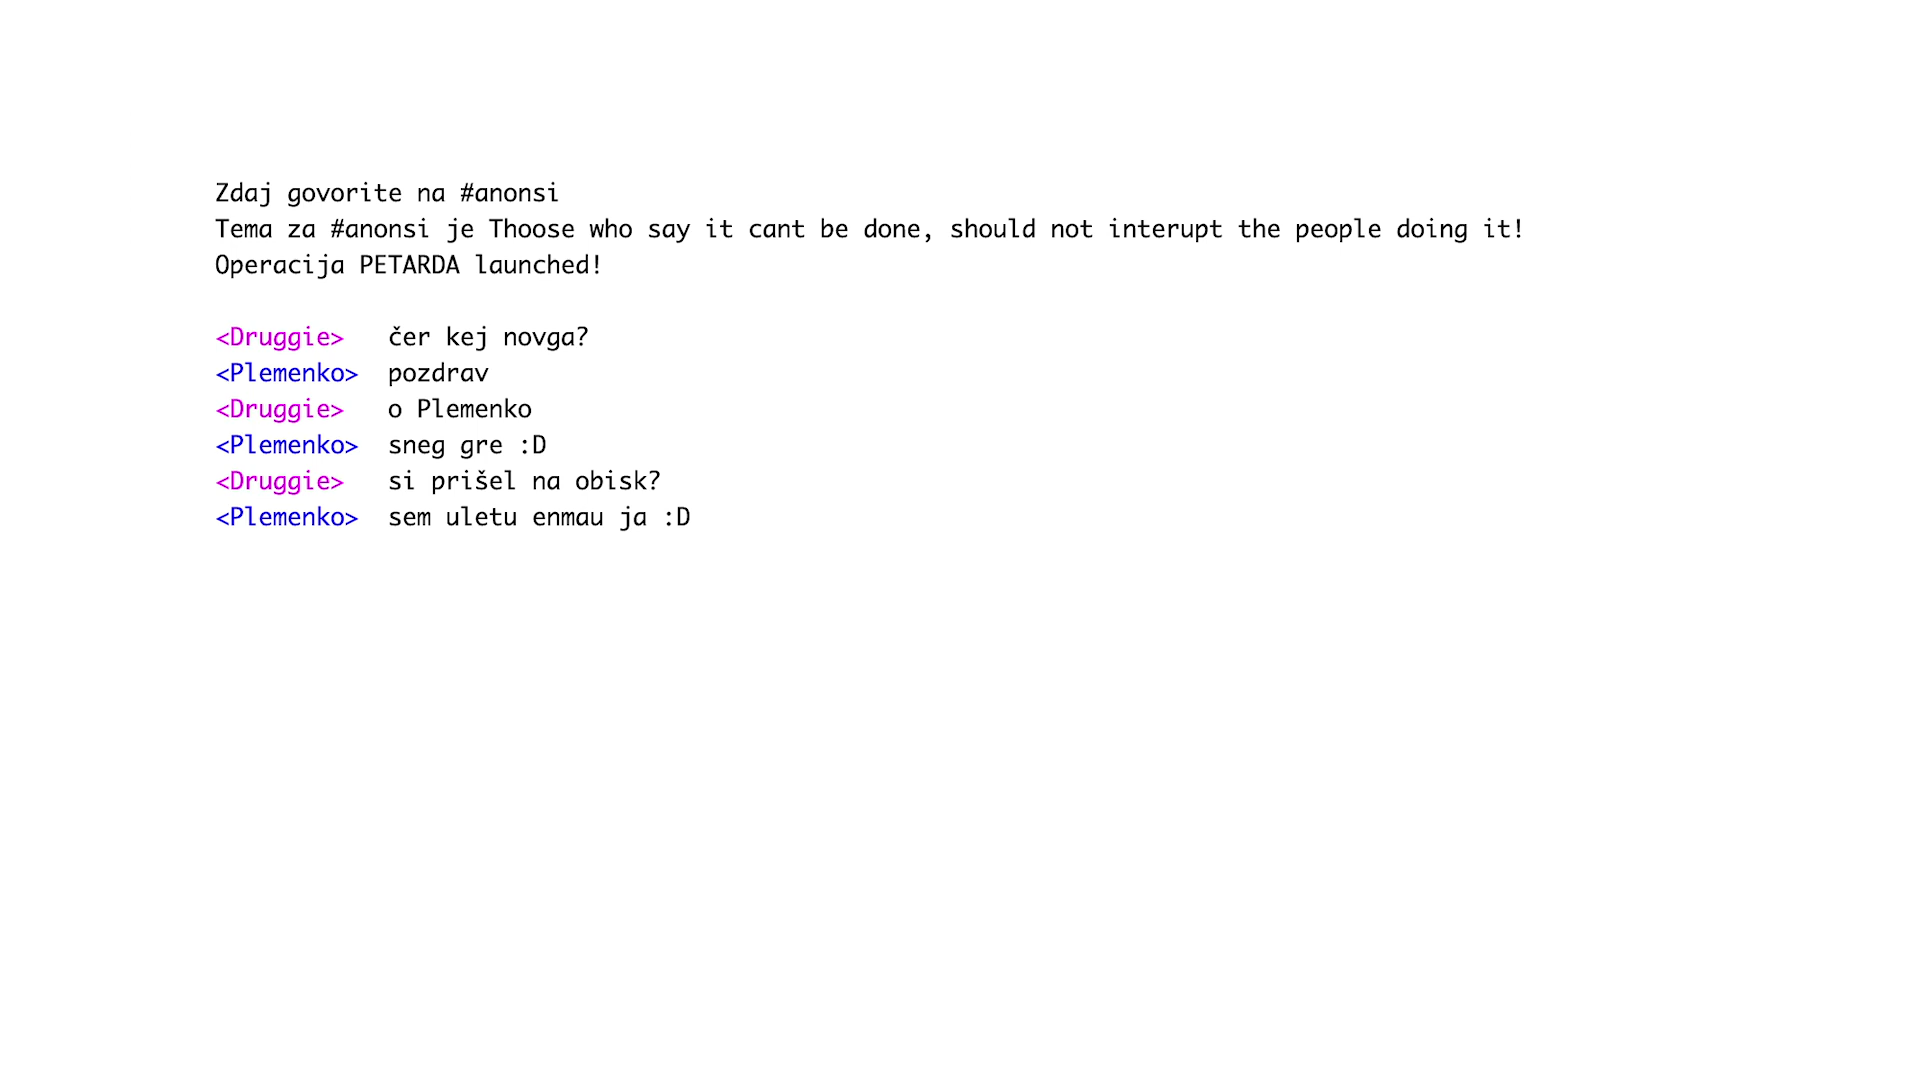 Zdaj govorite na #anonsi
Tema za #anonsi je Thoose who say it cant be done, should not interupt the people doing it!
Operacija PETARDA launched!
<Druggie> čer kej novga?
<Plemenko> pozdrav
<Druggie> o Plemenko
<Plemenko> sneg gre :D
<Druggie> si prišel na obisk?
<Plemenko> sem uletu enmau ja :D